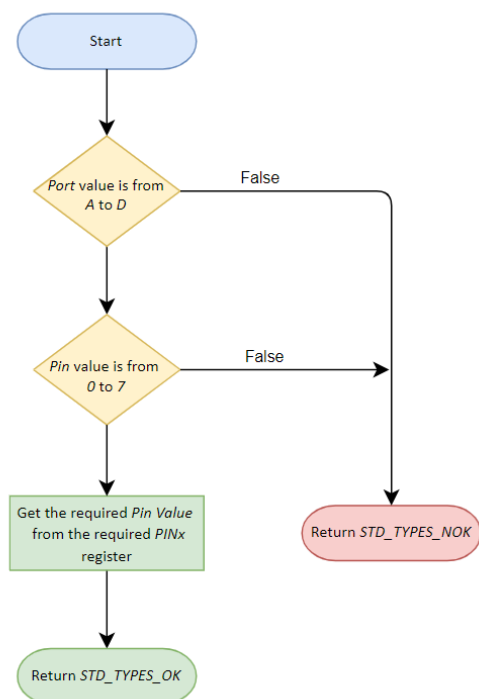 Start
Port value is from
A to D
False
Pin value is from
0 to 7
False
Get the required Pin Value
from the required PINx
register
Return STD_TYPES_NOK
Return STD_TYPES_OK